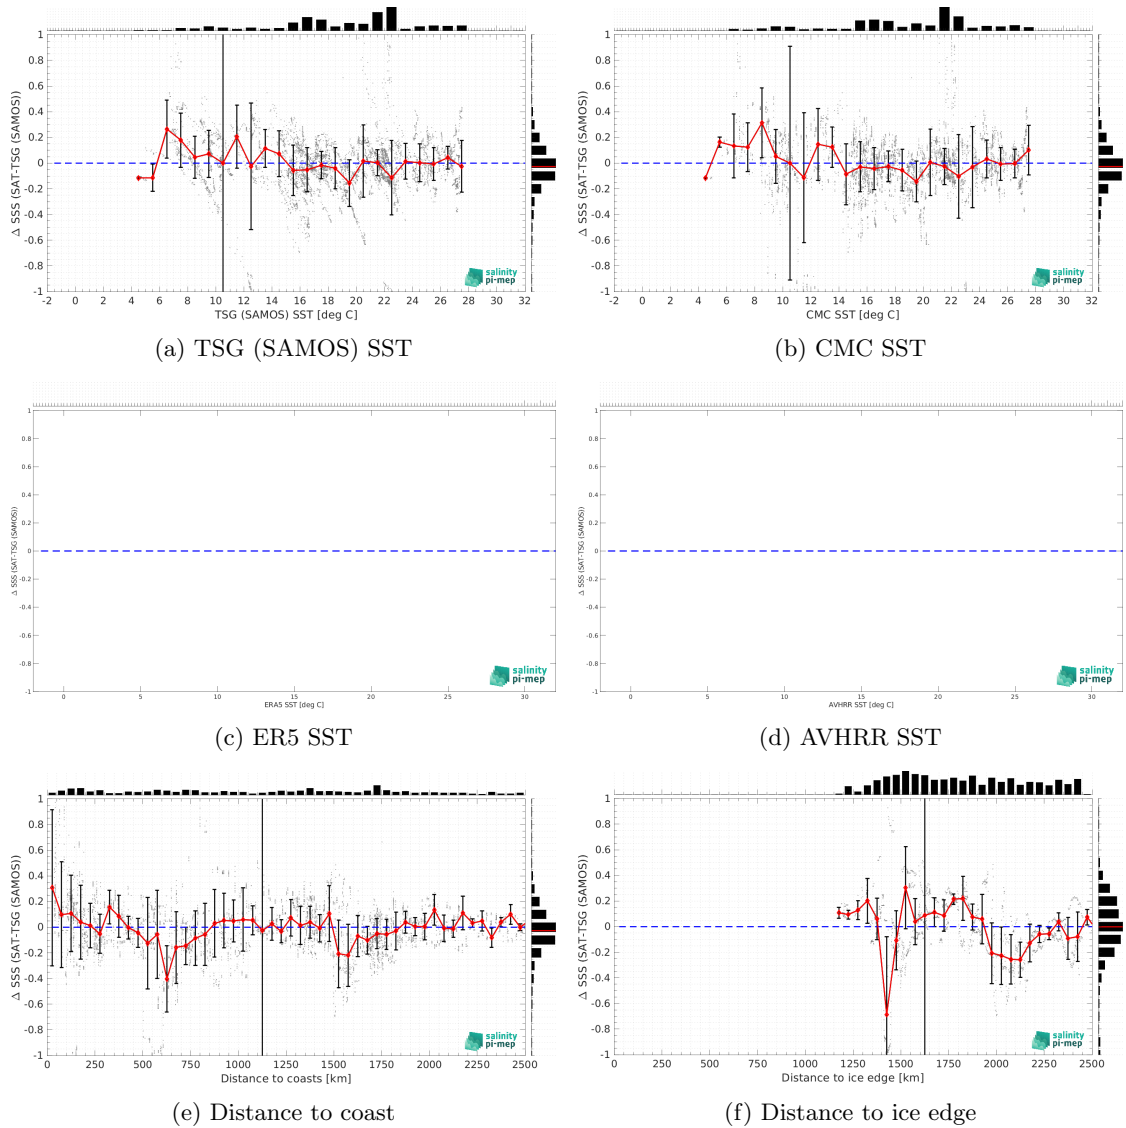 1
0.8
0.6
0.4
0.2
0
-0.2
-0.4
-0.6
-0.8
-1
Δ SSS (SAT-TSG (SAMOS))
-2 0 2 4 6 8 10 12 14 16 18 20 22 24 26 28 30 32
TSG (SAMOS) SST [deg C]
salinity
pi-mep
(a) TSG (SAMOS) SST
1
0.8
0.6
0.4
0.2
0
-0.2
-0.4
-0.6
-0.8
-1
Δ SSS (SAT-TSG (SAMOS))
-2 0 2 4 6 8 10 12 14 16 18 20 22 24 26 28 30 32
CMC SST [deg C]
salinity
pi-mep
(b) CMC SST
1
0.8
0.6
0.4
0.2
0
-0.2
-0.4
-0.6
-0.8
-1
Δ SSS (SAT-TSG (SAMOS))
0 5 10 15 20 25 30
ERA5 SST [deg C]
salinity
pi-mep
(c) ER5 SST
1
0.8
0.6
0.4
0.2
0
-0.2
-0.4
-0.6
-0.8
-1
Δ SSS (SAT-TSG (SAMOS))
0 5 10 15 20 25 30
AVHRR SST [deg C]
salinity
pi-mep
(d) AVHRR SST
1
0.8
0.6
0.4
0.2
0
-0.2
-0.4
-0.6
-0.8
-1
Δ SSS (SAT-TSG (SAMOS))
0 250 500 750 1000 1250 1500 1750 2000 2250 2500
Distance to coasts [km]
salinity
pi-mep
(e) Distance to coast
1
0.8
0.6
0.4
0.2
0
-0.2
-0.4
-0.6
-0.8
-1
Δ SSS (SAT-TSG (SAMOS))
0 250 500 750 1000 1250 1500 1750 2000 2250 2500
Distance to ice edge [km]
salinity
pi-mep
(f) Distance to ice edge